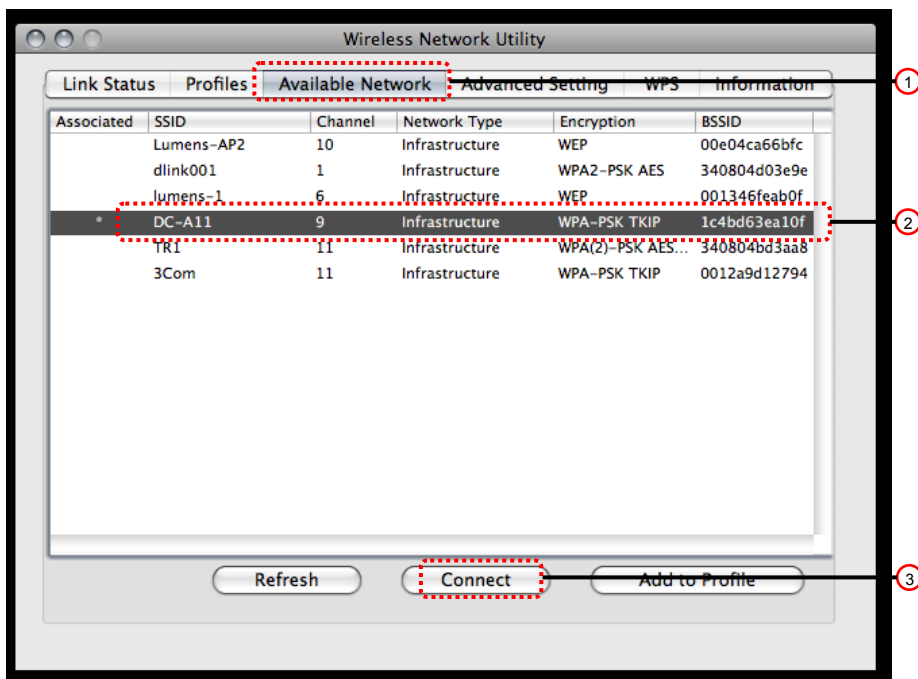 Wireless Network Utility
Link Status Profiles Available Network Advanced Setting WPS Information
1
Associated SSID Channel Network Type Encryption BSSID
Lumens-AP2 10 Infrastructure WEP 00e04ca66bfc
dlink001 1 Infrastructure WPA2-PSK AES 340804d03e9e
lumens-1 6 Infrastructure WEP 001346feab0f
* DC-A11 9 Infrastructure WPA-PSK TKIP 1c4bd63ea10f
2
TR1 11 Infrastructure WPA(2)-PSK AES... 340804bd3aa8
3Com 11 Infrastructure WPA-PSK TKIP 0012a9d12794
Refresh Connect Add to Profile
3